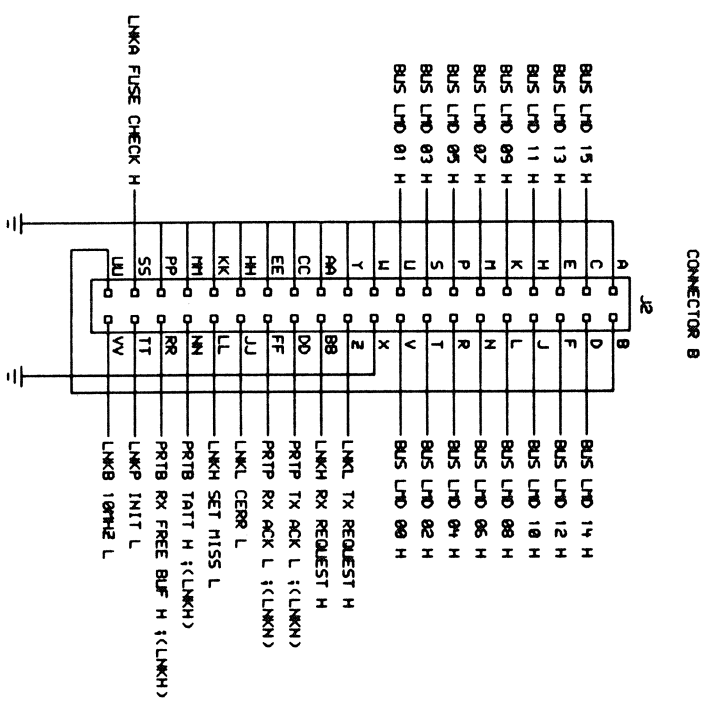 CONNECTOR B
J2
A B
BUS LMD 15 H C D BUS LMD 14 H
BUS LMD 13 H E F BUS LMD 12 H
BUS LMD 11 H H J BUS LMD 10 H
BUS LMD 09 H K L BUS LMD 08 H
BUS LMD 07 H M N BUS LMD 06 H
BUS LMD 05 H P R BUS LMD 04 H
BUS LMD 03 H S T BUS LMD 02 H
BUS LMD 01 H U V BUS LMD 00 H
W X
Y Z LNKL TX REQUEST H
AA BB LNKH RX REQUEST H
CC DD PRTP TX ACK L ;(LNKN)
EE FF PRTP RX ACK L ;(LNKN)
HH JJ LNKL CERR L
KK LL LNKH SET MISS L
MM NN PRTB TATT H ;(LNKH)
PP RR PRTB RX FREE BUF H ;(LNKH)
LNKA FUSE CHECK H SS TT LNKP INIT L
UU VV LNKB 10MHZ L